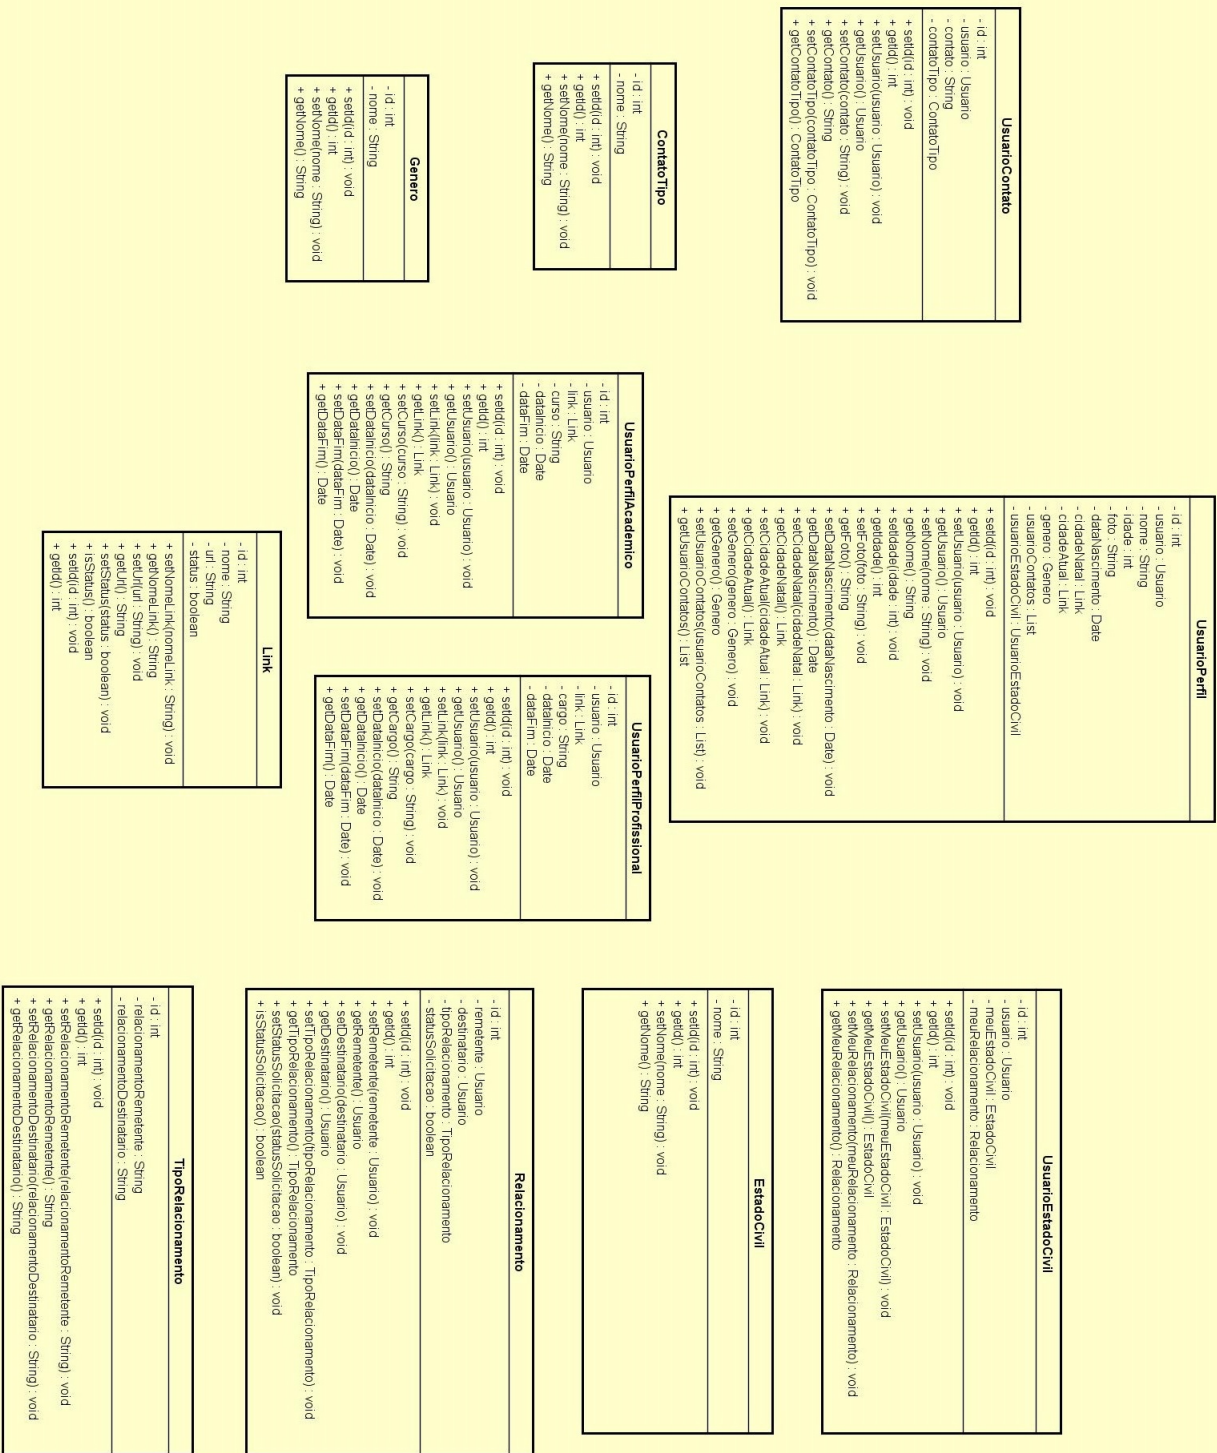 UsuarioContato
- id : int
- usuario : Usuario
- contato : String
- contatoTipo : ContatoTipo
+ setId(id : int) : void
+ getId() : int
+ setUsuario(usuario : Usuario) : void
+ getUsuario() : Usuario
+ setContato(contato : String) : void
+ getContato() : String
+ setContatoTipo(contatoTipo : ContatoTipo) : void
+ getContatoTipo() : ContatoTipo
UsuarioPerfil
- id : int
- usuario : Usuario
- nome : String
- idade : int
- foto : String
- dataNascimento : Date
- cidadeNatal : Link
- cidadeAtual : Link
- genero : Genero
- usuarioContatos : List
- usuarioEstadoCivil : UsuarioEstadoCivil
+ setId(id : int) : void
+ getId() : int
+ setUsuario(usuario : Usuario) : void
+ getUsuario() : Usuario
+ setNome(nome : String) : void
+ getNome() : String
+ setIdade(idade : int) : void
+ getIdade() : int
+ setFoto(foto : String) : void
+ getFoto() : String
+ setDataNascimento(dataNascimento : Date) : void
+ getDataNascimento() : Date
+ setCidadeNatal(cidadeNatal : Link) : void
+ getCidadeNatal() : Link
+ setCidadeAtual(cidadeAtual : Link) : void
+ getCidadeAtual() : Link
+ setGenero(genero : Genero) : void
+ getGenero() : Genero
+ setUsuarioContatos(usuarioContatos : List) : void
+ getUsuarioContatos() : List
UsuarioEstadoCivil
- id : int
- usuario : Usuario
- meuEstadoCivil : EstadoCivil
- meuRelacionamento : Relacionamento
+ setId(id : int) : void
+ getId() : int
+ setUsuario(usuario : Usuario) : void
+ getUsuario() : Usuario
+ setMeuEstadoCivil(meuEstadoCivil : EstadoCivil) : void
+ getMeuEstadoCivil() : EstadoCivil
+ setMeuRelacionamento(meuRelacionamento : Relacionamento) : void
+ getMeuRelacionamento() : Relacionamento
ContatoTipo
- id : int
- nome : String
+ setId(id : int) : void
+ getId() : int
+ setNome(nome : String) : void
+ getNome() : String
EstadoCivil
- id : int
- nome : String
+ setId(id : int) : void
+ getId() : int
+ setNome(nome : String) : void
+ getNome() : String
Genero
- id : int
- nome : String
+ setId(id : int) : void
+ getId() : int
+ setNome(nome : String) : void
+ getNome() : String
UsuarioPerfilAcademico
- id : int
- usuario : Usuario
- link : Link
- curso : String
- dataInicio : Date
- dataFim : Date
+ setId(id : int) : void
+ getId() : int
+ setUsuario(usuario : Usuario) : void
+ getUsuario() : Usuario
+ setLink(link : Link) : void
+ getLink() : Link
+ setCurso(curso : String) : void
+ getCurso() : String
+ setDataInicio(dataInicio : Date) : void
+ getDataInicio() : Date
+ setDataFim(dataFim : Date) : void
+ getDataFim() : Date
UsuarioPerfilProfissional
- id : int
- usuario : Usuario
- link : Link
- cargo : String
- dataInicio : Date
- dataFim : Date
+ setId(id : int) : void
+ getId() : int
+ setUsuario(usuario : Usuario) : void
+ getUsuario() : Usuario
+ setLink(link : Link) : void
+ getLink() : Link
+ setCargo(cargo : String) : void
+ getCargo() : String
+ setDataInicio(dataInicio : Date) : void
+ getDataInicio() : Date
+ setDataFim(dataFim : Date) : void
+ getDataFim() : Date
Relacionamento
- id : int
- remetente : Usuario
- destinatario : Usuario
- tipoRelacionamento : TipoRelacionamento
- statusSolicitacao : boolean
+ setId(id : int) : void
+ getId() : int
+ setRemetente(remetente : Usuario) : void
+ getRemetente() : Usuario
+ setDestinatario(destinatario : Usuario) : void
+ getDestinatario() : Usuario
+ setTipoRelacionamento(tipoRelacionamento : TipoRelacionamento) : void
+ getTipoRelacionamento() : TipoRelacionamento
+ setStatusSolicitacao(statusSolicitacao : boolean) : void
+ isStatusSolicitacao() : boolean
Link
- id : int
- nome : String
- url : String
- status : boolean
+ setNomeLink(nomeLink : String) : void
+ getNomeLink() : String
+ setUrl(url : String) : void
+ getUrl() : String
+ setStatus(status : boolean) : void
+ isStatus() : boolean
+ setId(id : int) : void
+ getId() : int
TipoRelacionamento
- id : int
- relacionamentoRemetente : String
- relacionamentoDestinatario : String
+ setId(id : int) : void
+ getId() : int
+ setRelacionamentoRemetente(relacionamentoRemetente : String) : void
+ getRelacionamentoRemetente() : String
+ setRelacionamentoDestinatario(relacionamentoDestinatario : String) : void
+ getRelacionamentoDestinatario() : String